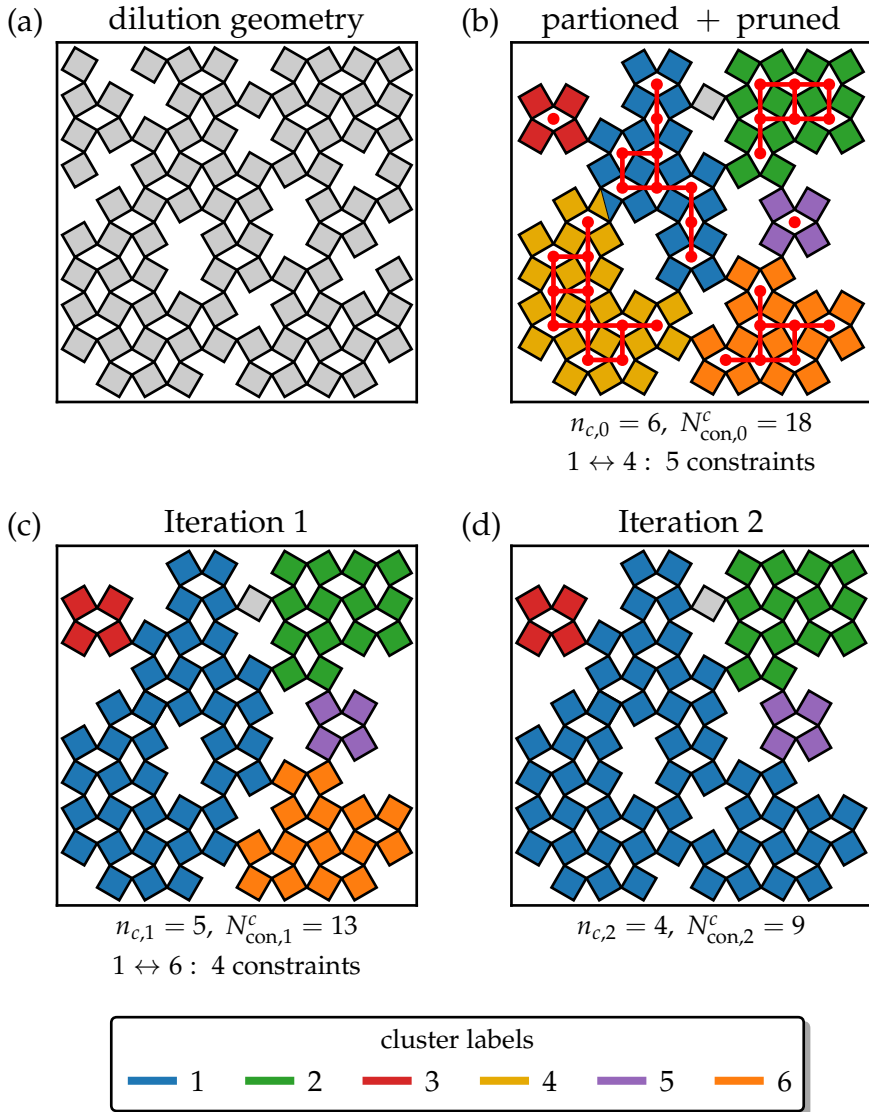 (a) dilution geometry
(b) partioned + pruned
n_{c,0} = 6, N^c_{con,0} = 18
1 ↔ 4 : 5 constraints
(c) Iteration 1
(d) Iteration 2
n_{c,1} = 5, N^c_{con,1} = 13
1 ↔ 6 : 4 constraints
n_{c,2} = 4, N^c_{con,2} = 9
cluster labels
1 2 3 4 5 6